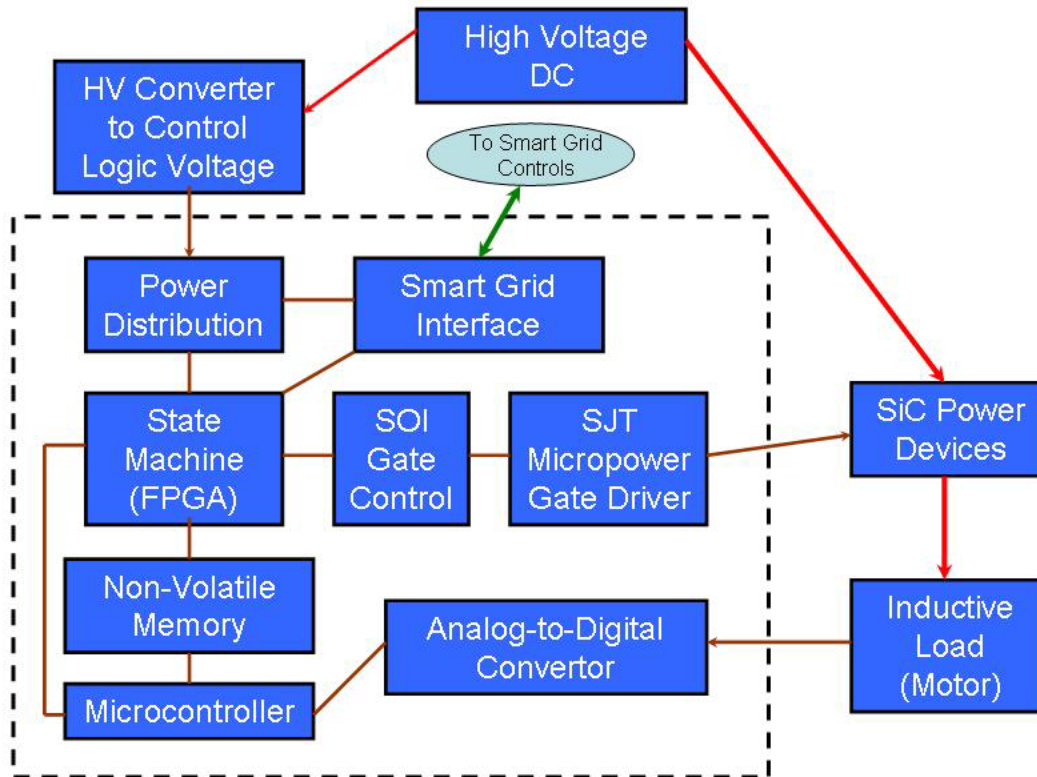 High Voltage
DC
HV Converter
to Control
Logic Voltage
To Smart Grid
Controls
Power
Distribution
Smart Grid
Interface
State
Machine
(FPGA)
SOI
Gate
Control
SJT
Micropower
Gate Driver
SiC Power
Devices
Non-Volatile
Memory
Analog-to-Digital
Convertor
Inductive
Load
(Motor)
Microcontroller